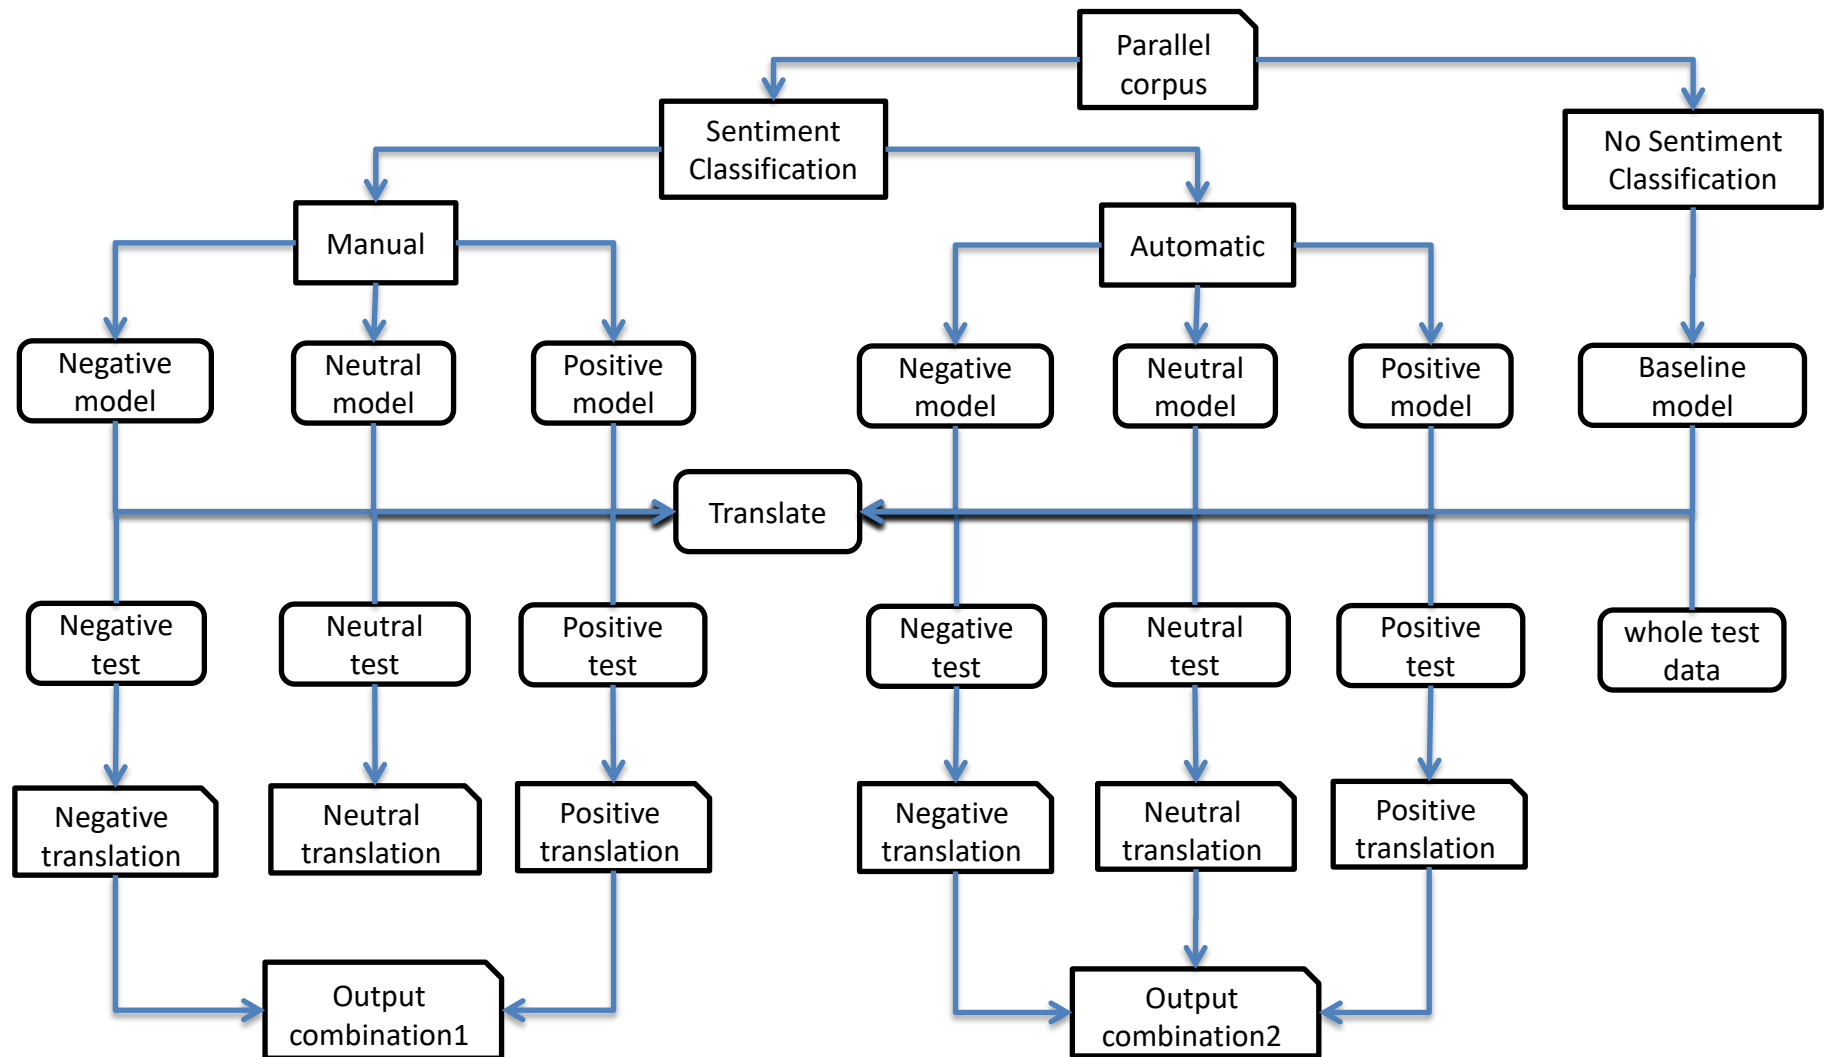 Parallel
corpus
Sentiment
Classification
No Sentiment
Classification
Manual
Automatic
Negative
model
Neutral
model
Positive
model
Negative
model
Neutral
model
Positive
model
Baseline
model
Translate
Negative
test
Neutral
test
Positive
test
Negative
test
Neutral
test
Positive
test
whole test
data
Negative
translation
Neutral
translation
Positive
translation
Negative
translation
Neutral
translation
Positive
translation
Output
combination1
Output
combination2